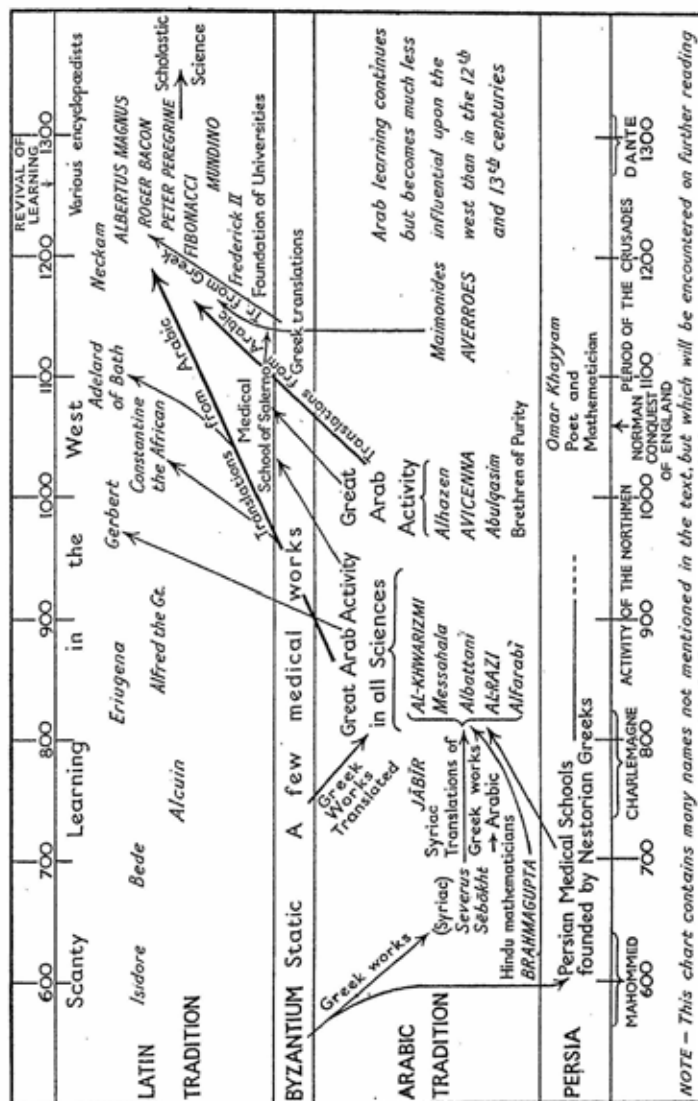 REVIVAL OF
LEARNING
600 700 800 900 1000 1100 1200 1300
Scanty Learning in the West
Various encyclopædists
LATIN
TRADITION
Isidore
Bede
Alcuin
Eriugena
Alfred the Gt.
Gerbert
Constantine
the African
Adelard
of Bath
Neckam
ALBERTUS MAGNUS
ROGER BACON
PETER PEREGRINE
Scholastic
Science
FIBONACCI
MUNDINO
Frederick II
Foundation of Universities
Translations from Arabic
Medical
School of Salerno
Tr. from Greek
BYZANTIUM Static A few medical works
Greek translations
Translations from Arabic
ARABIC
TRADITION
Greek works
(Syriac)
Severus
Sēbōkht
Hindu mathematicians
BRAHMAGUPTA
Greek
Works
Translated
JĀBĪR
Syriac
Translations of
Greek works
→ Arabic
Great Arab Activity
in all Sciences
AL-KHWARIZMI
Messahala
Albattani
AL-RAZI
Alfarabi
Great
Arab
Activity
Alhazen
AVICENNA
Abulqasim
Brethren of Purity
Maimonides
AVERROES
Arab learning continues
but becomes much less
influential upon the
west than in the 12th
and 13th centuries
PERSIA
Persian Medical Schools
founded by Nestorian Greeks
Omar Khayyam
Poet and
Mathematician
600 700 800 900 1000 1100 1200 1300
MAHOMMED
CHARLEMAGNE
ACTIVITY OF THE NORTHMEN
NORMAN
CONQUEST
OF ENGLAND
PERIOD OF THE CRUSADES
DANTE
NOTE – This chart contains many names not mentioned in the text, but which will be encountered on further reading